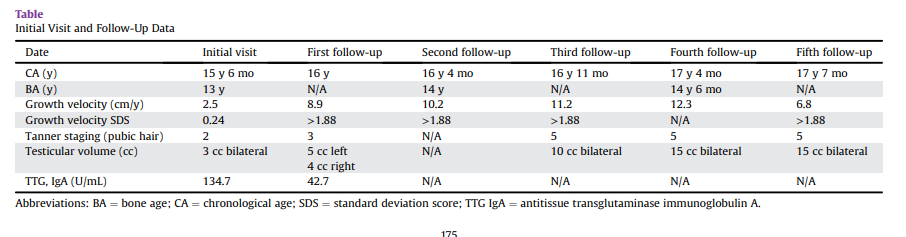 Table
Initial Visit and Follow-Up Data
Date Initial visit First follow-up Second follow-up Third follow-up Fourth follow-up Fifth follow-up
CA (y) 15 y 6 mo 16 y 16 y 4 mo 16 y 11 mo 17 y 4 mo 17 y 7 mo
BA (y) 13 y N/A 14 y N/A 14 y 6 mo N/A
Growth velocity (cm/y) 2.5 8.9 10.2 11.2 12.3 6.8
Growth velocity SDS 0.24 >1.88 >1.88 >1.88 N/A >1.88
Tanner staging (pubic hair) 2 3 N/A 5 5 5
Testicular volume (cc) 3 cc bilateral 5 cc left N/A 10 cc bilateral 15 cc bilateral 15 cc bilateral
4 cc right
TTG, IgA (U/mL) 134.7 42.7 N/A N/A N/A N/A
Abbreviations: BA = bone age; CA = chronological age; SDS = standard deviation score; TTG IgA = antitissue transglutaminase immunoglobulin A.
175